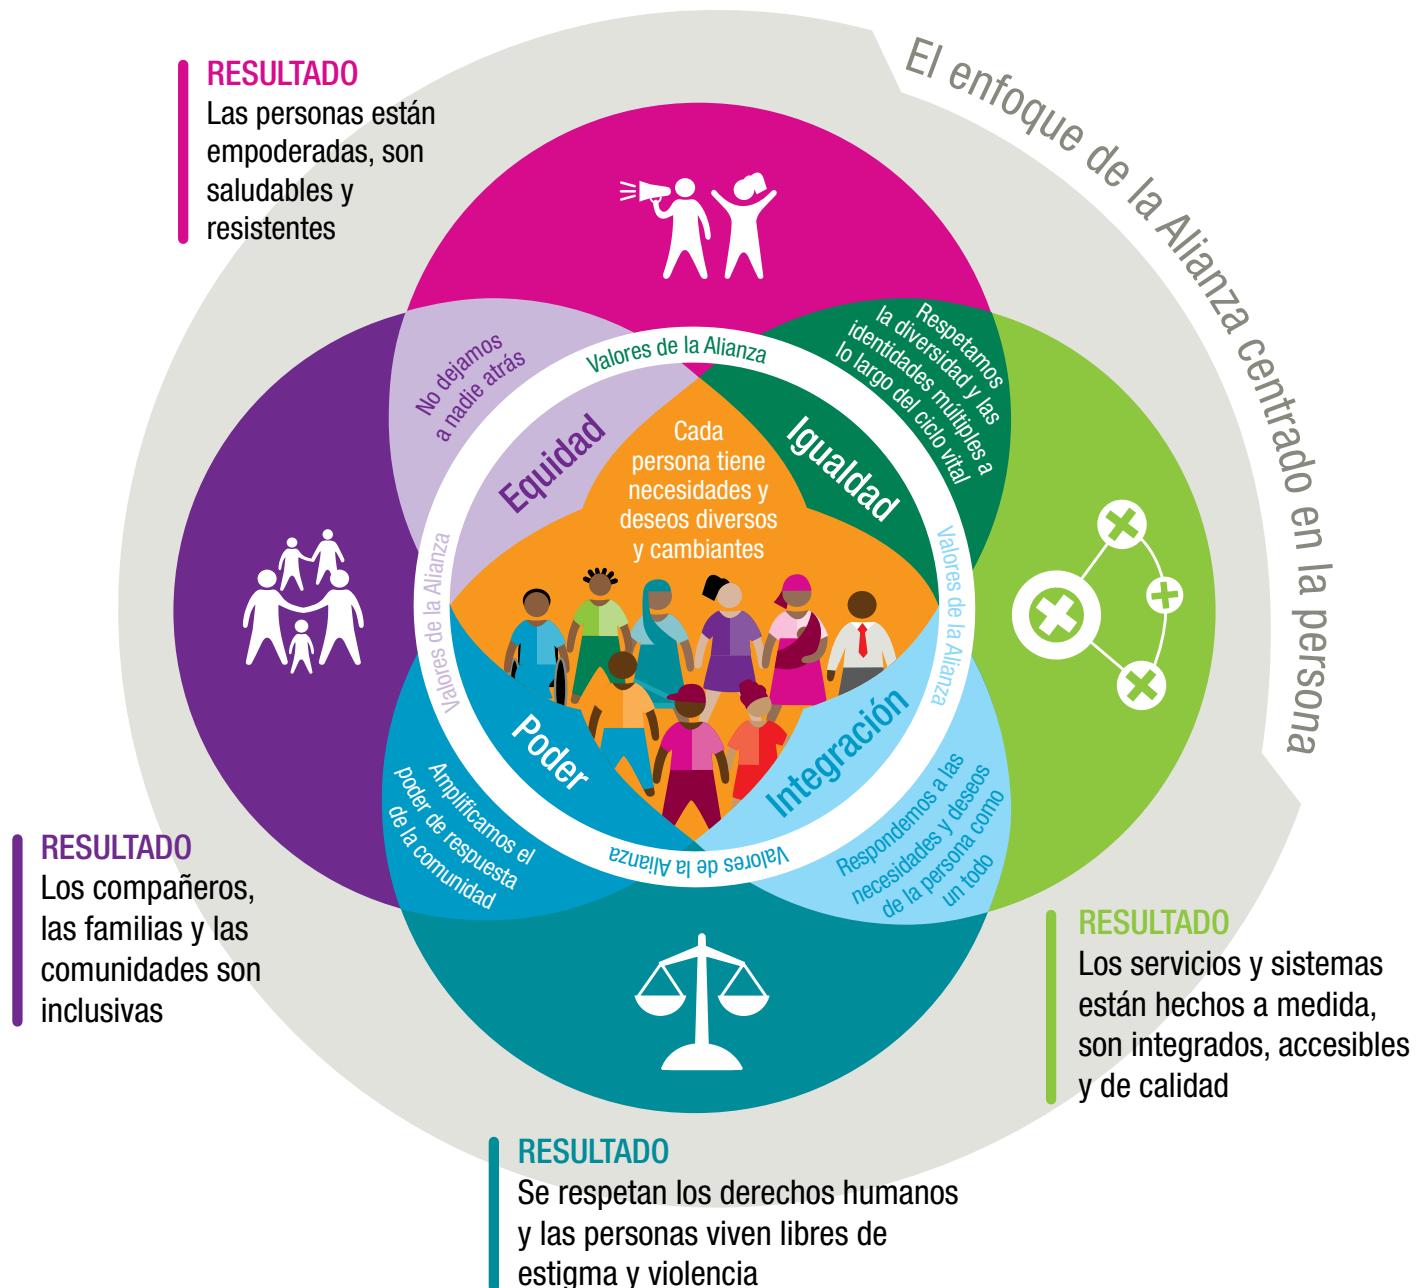 El enfoque de la Alianza centrado en la persona
RESULTADO
Las personas están
empoderadas, son
saludables y
resistentes
No dejamos
a nadie atrás
Equidad
Respetamos
la diversidad y las
identidades múltiples a
lo largo del ciclo vital
Igualdad
Valores de la Alianza
Valores de la Alianza
Valores de la Alianza
Valores de la Alianza
Cada
persona tiene
necesidades y
deseos diversos
y cambiantes
Poder
Amplificamos el
poder de respuesta
de la comunidad
Integración
Respondemos a las
necesidades y deseos
de la persona como
un todo
RESULTADO
Los compañeros,
las familias y las
comunidades son
inclusivas
RESULTADO
Los servicios y sistemas
están hechos a medida,
son integrados, accesibles
y de calidad
RESULTADO
Se respetan los derechos humanos
y las personas viven libres de
estigma y violencia